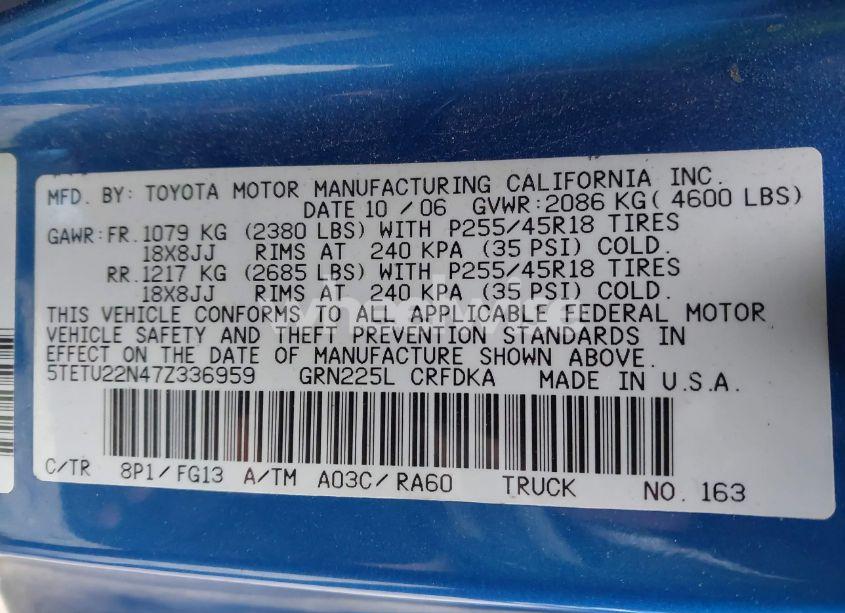 MFD. BY: TOYOTA MOTOR MANUFACTURING CALIFORNIA INC.
DATE 10 / 06 GVWR:2086 KG( 4600 LBS)
GAWR:FR.1079 KG (2380 LBS) WITH P255/45R18 TIRES
18X8JJ RIMS AT 240 KPA (35 PSI) COLD.
RR.1217 KG (2685 LBS) WITH P255/45R18 TIRES
18X8JJ RIMS AT 240 KPA (35 PSI) COLD.
THIS VEHICLE CONFORMS TO ALL APPLICABLE FEDERAL MOTOR
VEHICLE SAFETY AND THEFT PREVENTION STANDARDS IN
EFFECT ON THE DATE OF MANUFACTURE SHOWN ABOVE.
5TETU22N47Z336959 GRN225L CRFDKA MADE IN U.S.A.
C/TR 8P1/FG13 A/TM A03C/RA60 TRUCK NO. 163